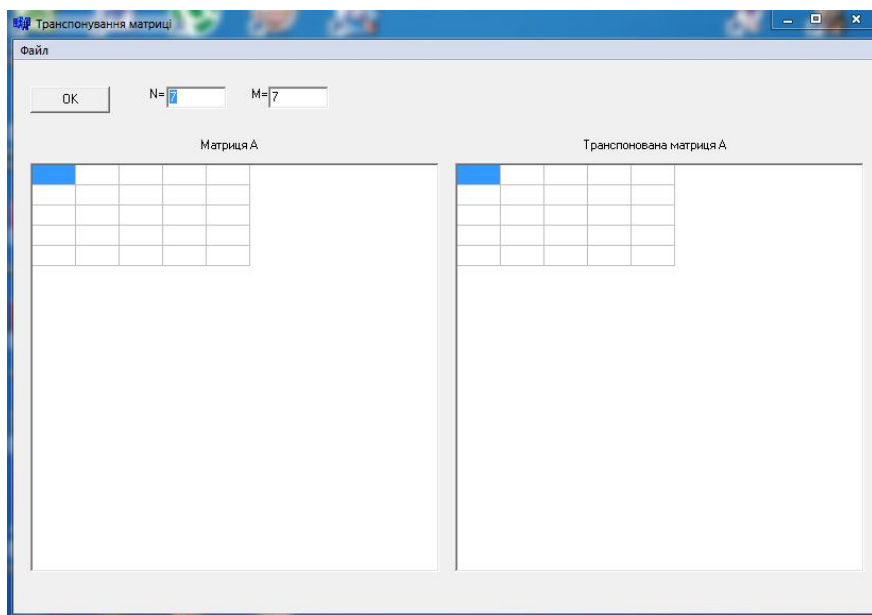 Транспонування матриці
Файл
OK N= 7 M= 7
Матриця А Транспонована матриця А